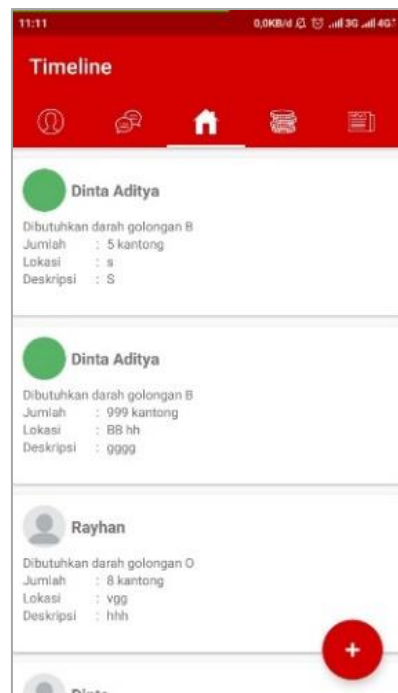 11:11 0,0KB/d 3G 4G
Timeline
Dinta Aditya
Dibutuhkan darah golongan B
Jumlah : 5 kantong
Lokasi : s
Deskripsi : S
Dinta Aditya
Dibutuhkan darah golongan B
Jumlah : 999 kantong
Lokasi : BB hh
Deskripsi : gggg
Rayhan
Dibutuhkan darah golongan O
Jumlah : 8 kantong
Lokasi : vgg
Deskripsi : hhh
+